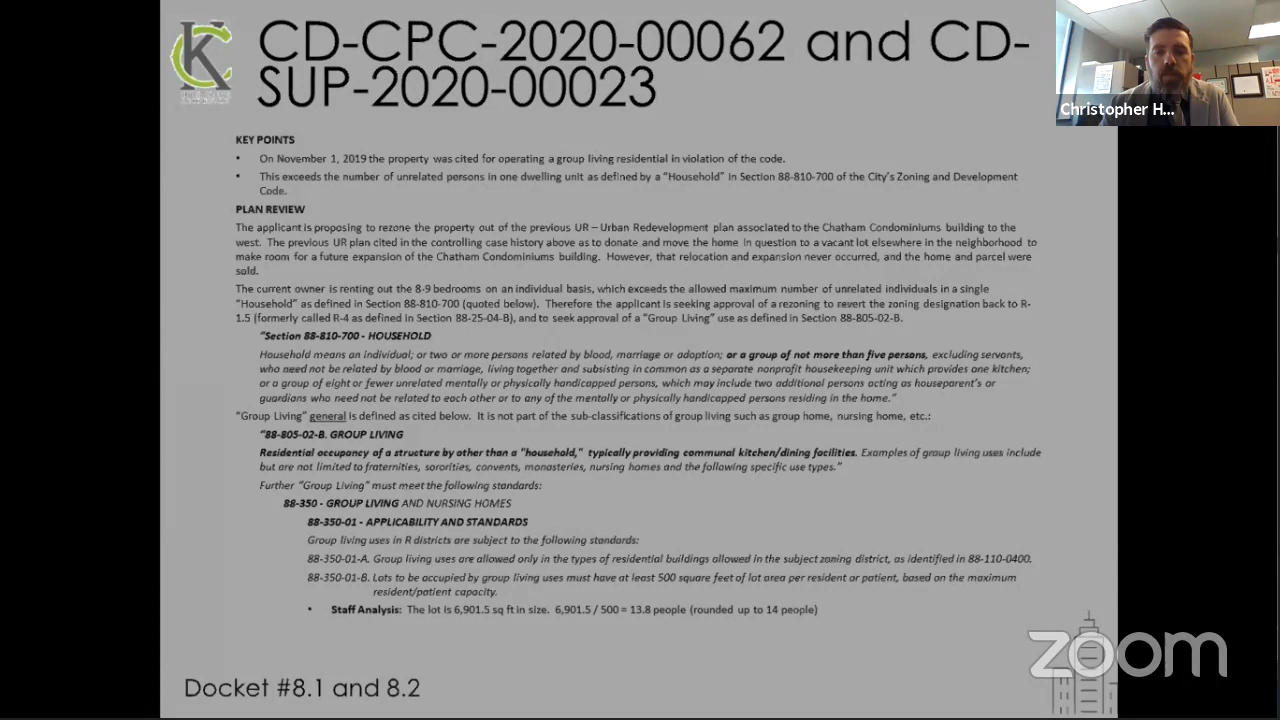 CD-CPC-2020-00062 and CD-
SUP-2020-00023
Christopher H...
KEY POINTS
• On November 1, 2019 the property was cited for operating a group living residential in violation of the code.
• This exceeds the number of unrelated persons in one dwelling unit as defined by a "Household" in Section 88-810-700 of the City's Zoning and Development
Code.
PLAN REVIEW
The applicant is proposing to rezone the property out of the previous UR – Urban Redevelopment plan associated to the Chatham Condominiums building to the
west. The previous UR plan cited in the controlling case history above as to donate and move the home in question to a vacant lot elsewhere in the neighborhood to
make room for a future expansion of the Chatham Condominiums building. However, that relocation and expansion never occurred, and the home and parcel were
sold.
The current owner is renting out the 8-9 bedrooms on an individual basis, which exceeds the allowed maximum number of unrelated individuals in a single
"Household" as defined in Section 88-810-700 (quoted below). Therefore the applicant is seeking approval of a rezoning to revert the zoning designation back to R-
1.5 (formerly called R-4 as defined in Section 88-25-04-B), and to seek approval of a "Group Living" use as defined in Section 88-805-02-B.
"Section 88-810-700 - HOUSEHOLD
Household means an individual; or two or more persons related by blood, marriage or adoption; or a group of not more than five persons, excluding servants,
who need not be related by blood or marriage, living together and subsisting in common as a separate nonprofit housekeeping unit which provides one kitchen;
or a group of eight or fewer unrelated mentally or physically handicapped persons, which may include two additional persons acting as houseparent's or
guardians who need not be related to each other or to any of the mentally or physically handicapped persons residing in the home."
"Group Living" general is defined as cited below. It is not part of the sub-classifications of group living such as group home, nursing home, etc.:
"88-805-02-B. GROUP LIVING
Residential occupancy of a structure by other than a "household," typically providing communal kitchen/dining facilities. Examples of group living uses include
but are not limited to fraternities, sororities, convents, monasteries, nursing homes and the following specific use types."
Further "Group Living" must meet the following standards:
88-350 - GROUP LIVING AND NURSING HOMES
88-350-01 - APPLICABILITY AND STANDARDS
Group living uses in R districts are subject to the following standards:
88-350-01-A. Group living uses are allowed only in the types of residential buildings allowed in the subject zoning district, as identified in 88-110-0400.
88-350-01-B. Lots to be occupied by group living uses must have at least 500 square feet of lot area per resident or patient, based on the maximum
resident/patient capacity.
• Staff Analysis: The lot is 6,901.5 sq ft in size. 6,901.5 / 500 = 13.8 people (rounded up to 14 people)
zoom
Docket #8.1 and 8.2